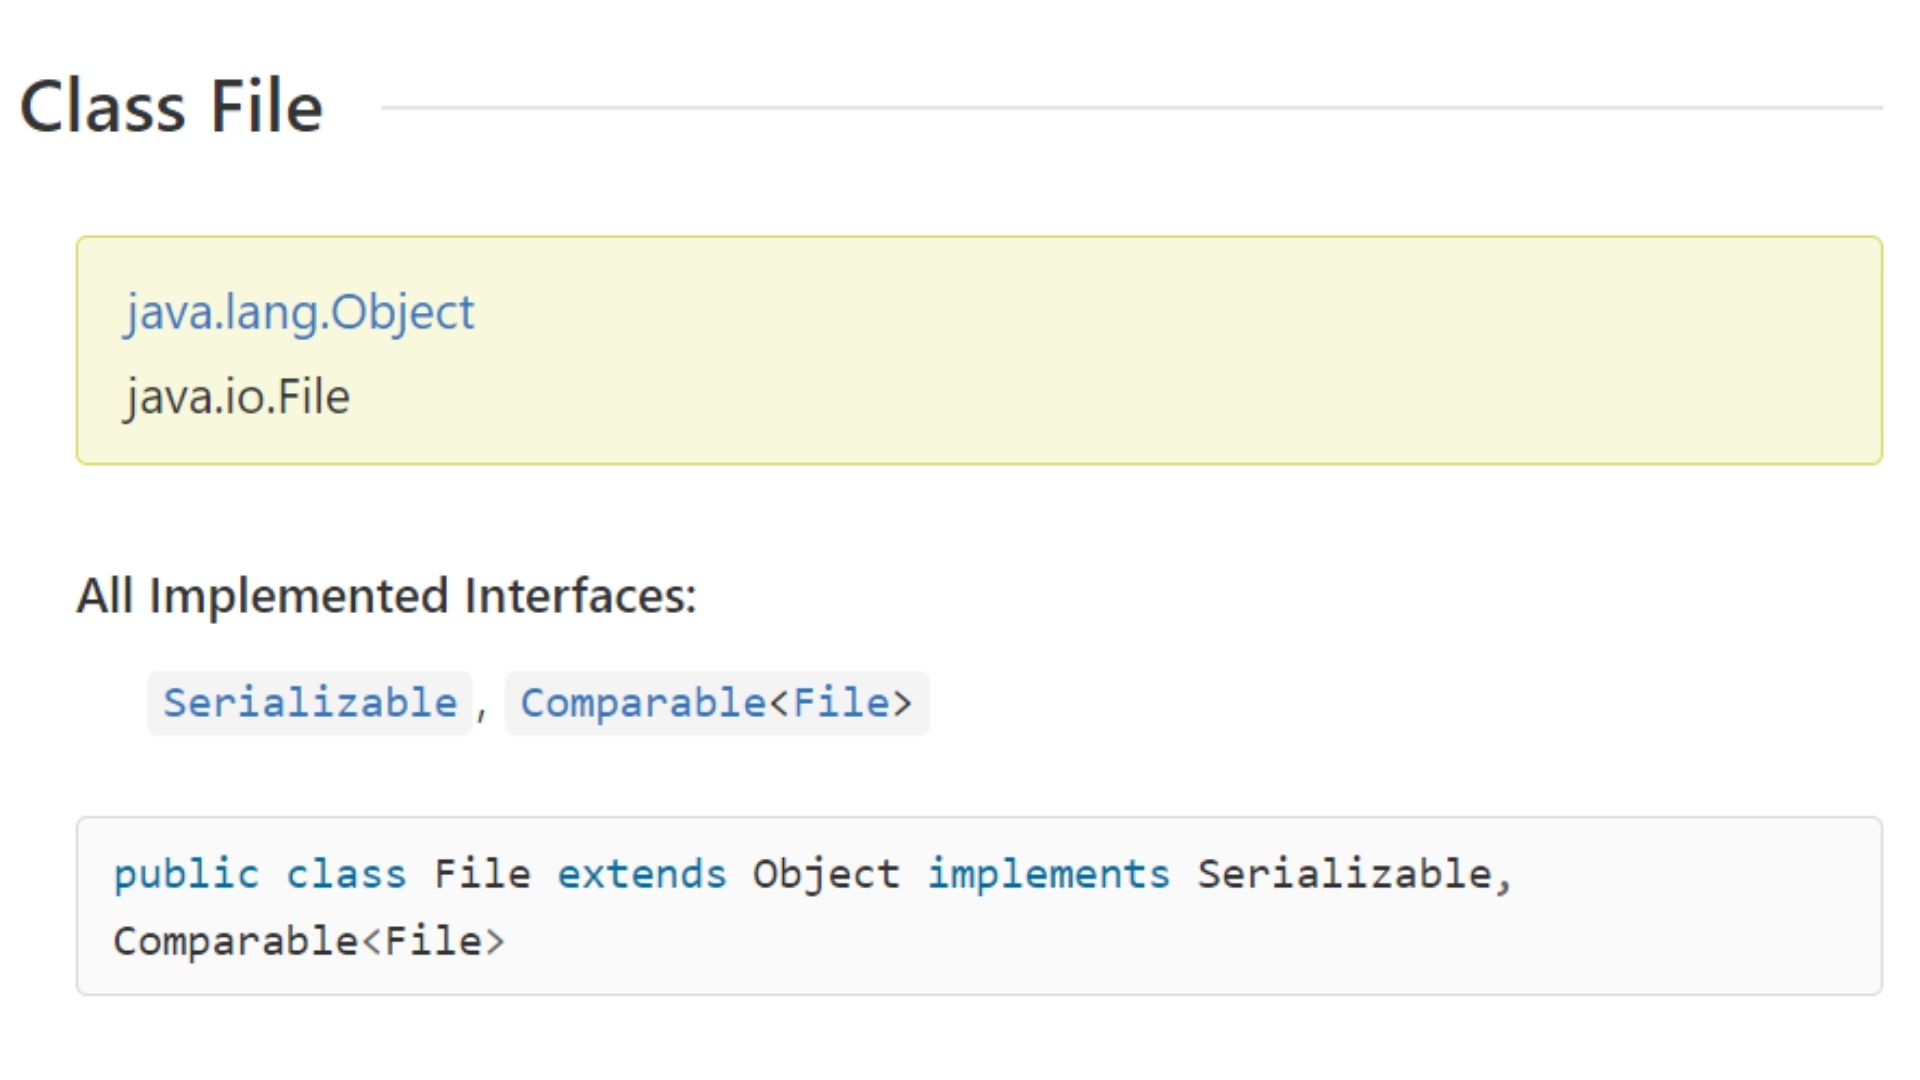 Class File
java.lang.Object
java.io.File
All Implemented Interfaces:
Serializable, Comparable<File>
public class File extends Object implements Serializable,
Comparable<File>